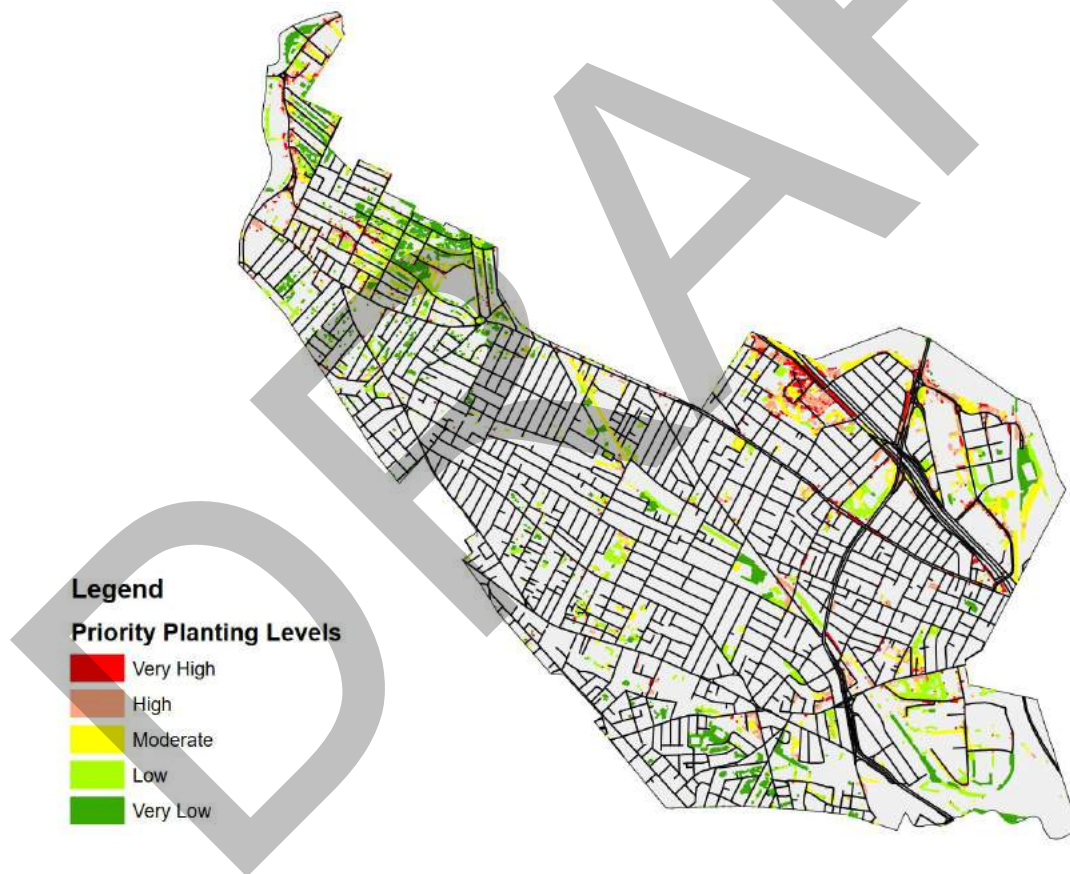 DRAFT
Legend
Priority Planting Levels
Very High
High
Moderate
Low
Very Low